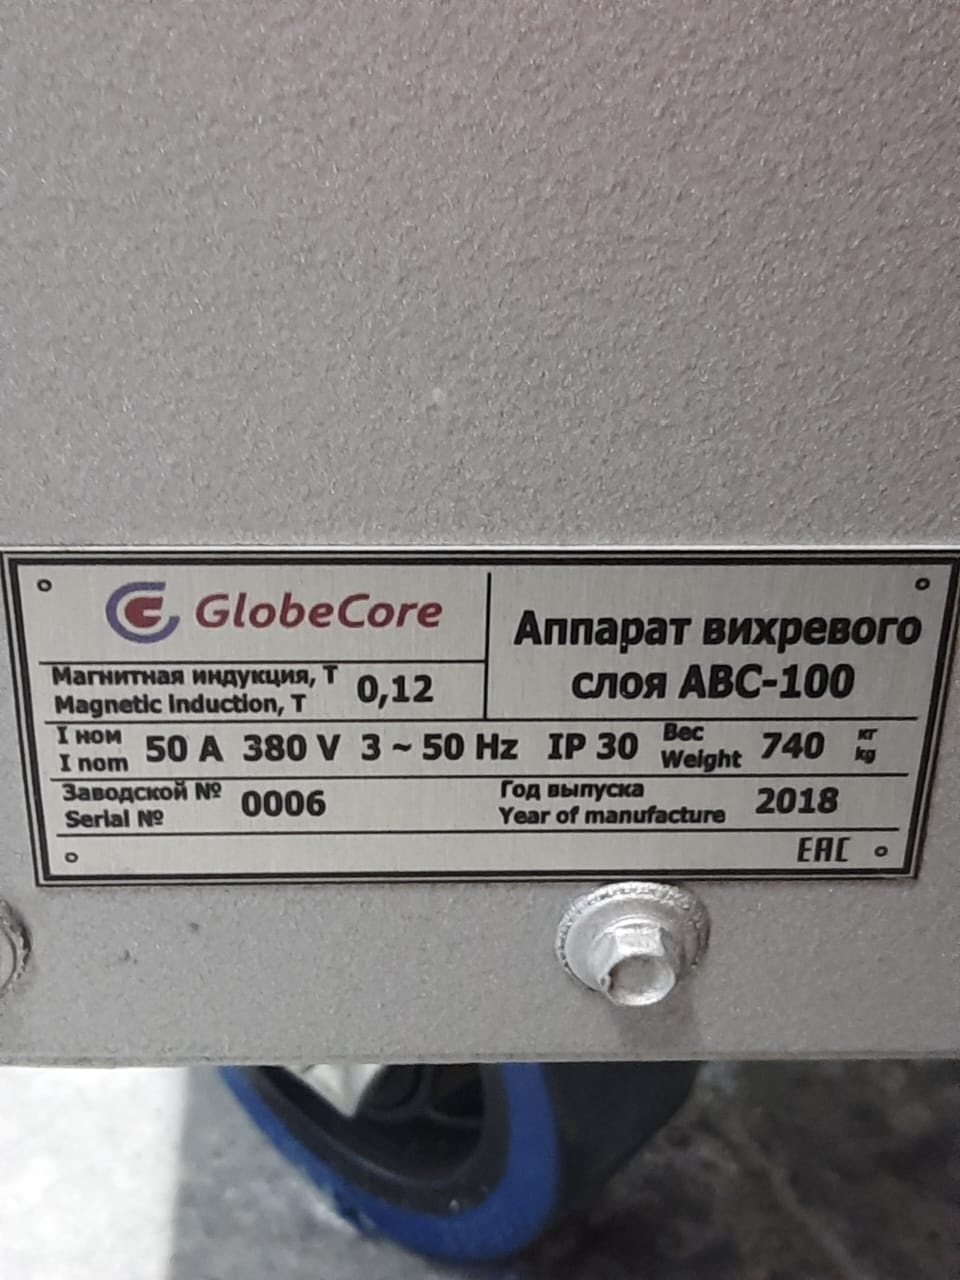 GlobeCore
Аппарат вихревого
слоя АВС-100
Магнитная индукция, Т
Magnetic Induction, T
0,12
I ном
I nom
50 A 380 V 3 ~ 50 Hz IP 30
Вес
Weight
740
кг
kg
Заводской №
Serial №
0006
Год выпуска
Year of manufacture
2018
EAC